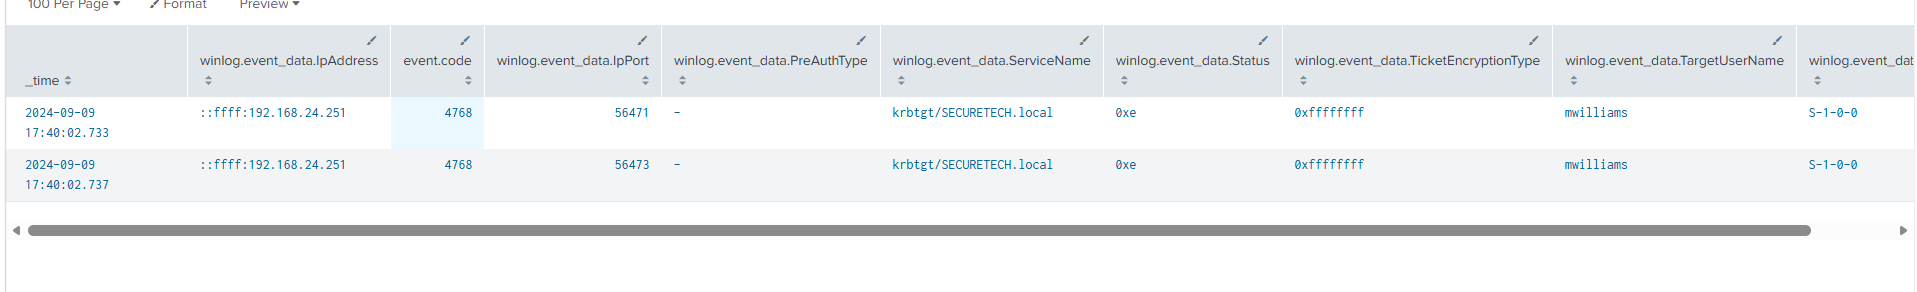 100 Per Page Format Preview
winlog.event_data.IpAddress event.code winlog.event_data.IpPort winlog.event_data.PreAuthType winlog.event_data.ServiceName winlog.event_data.Status winlog.event_data.TicketEncryptionType winlog.event_data.TargetUserName winlog.event_dat
_time
2024-09-09 ::ffff:192.168.24.251 4768 56471 - krbtgt/SECURETECH.local 0xe 0xffffffff mwilliams S-1-0-0
17:40:02.733
2024-09-09 ::ffff:192.168.24.251 4768 56473 - krbtgt/SECURETECH.local 0xe 0xffffffff mwilliams S-1-0-0
17:40:02.737